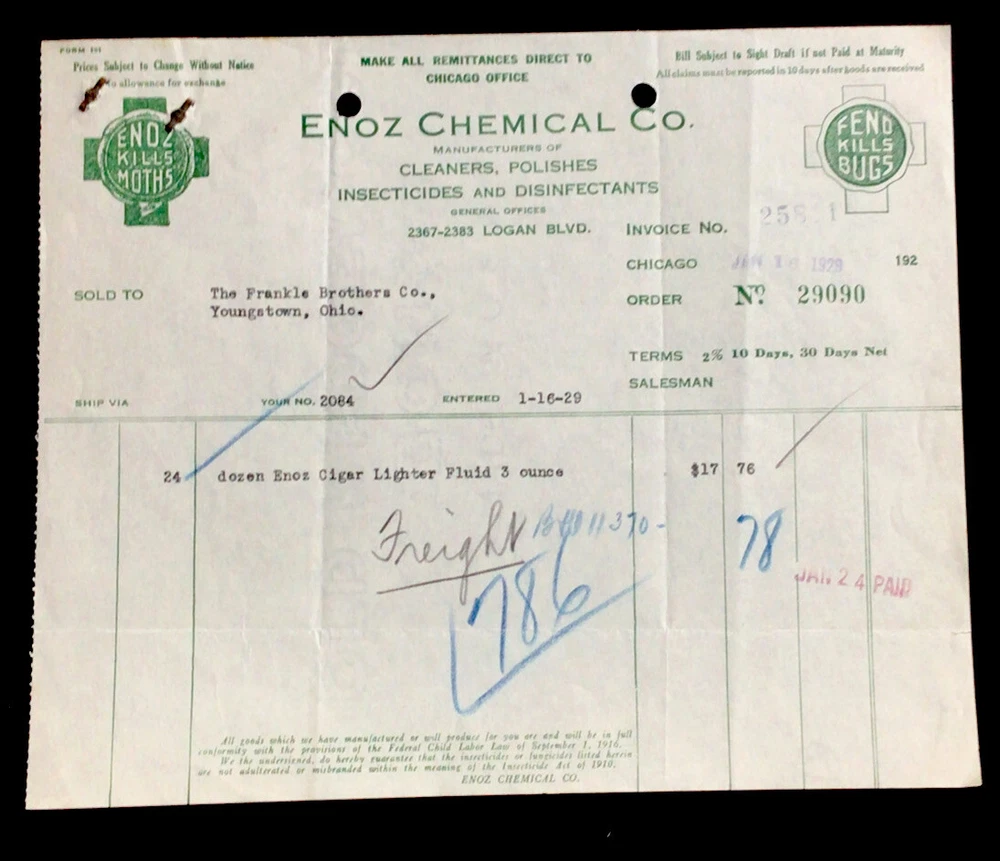 FORM 101
Prices Subject to Change Without Notice
No allowance for exchange
MAKE ALL REMITTANCES DIRECT TO
CHICAGO OFFICE
Bill Subject to Sight Draft if not Paid at Maturity
All claims must be reported in 10 days after goods are received
ENOZ
KILLS
MOTHS
ENOZ CHEMICAL CO.
MANUFACTURERS OF
CLEANERS, POLISHES
INSECTICIDES AND DISINFECTANTS
GENERAL OFFICES
2367-2383 LOGAN BLVD.
FEND
KILLS
BUGS
INVOICE NO.
CHICAGO JAN 16 1929 192
SOLD TO The Frankle Brothers Co.,
Youngstown, Ohio.
ORDER Nº 29090
TERMS 2% 10 Days, 30 Days Net
SALESMAN
SHIP VIA YOUR NO. 2084 ENTERED 1-16-29
24 dozen Enoz Cigar Lighter Fluid 3 ounce $17 76
Freight 78
786
JAN 24 PAID
All goods which we have manufactured or will produce for you are and will be in full
conformity with the provisions of the Federal Child Labor Law of September 1, 1916.
We the undersigned, do hereby guarantee that the insecticides or fungicides listed herein
are not adulterated or misbranded within the meaning of the Insecticide Act of 1910.
ENOZ CHEMICAL CO.